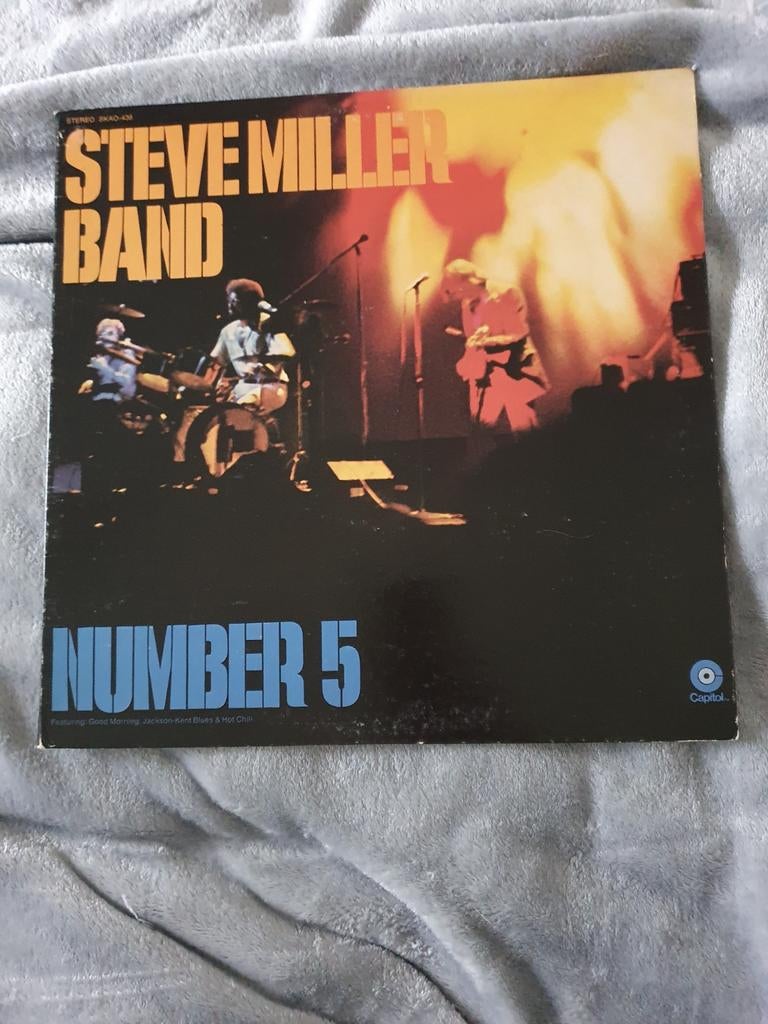 STEREO SKAO-436
STEVE MILLER
BAND
NUMBER 5
Featuring: Good Morning, Jackson-Kent Blues & Hot Chili
Capitol